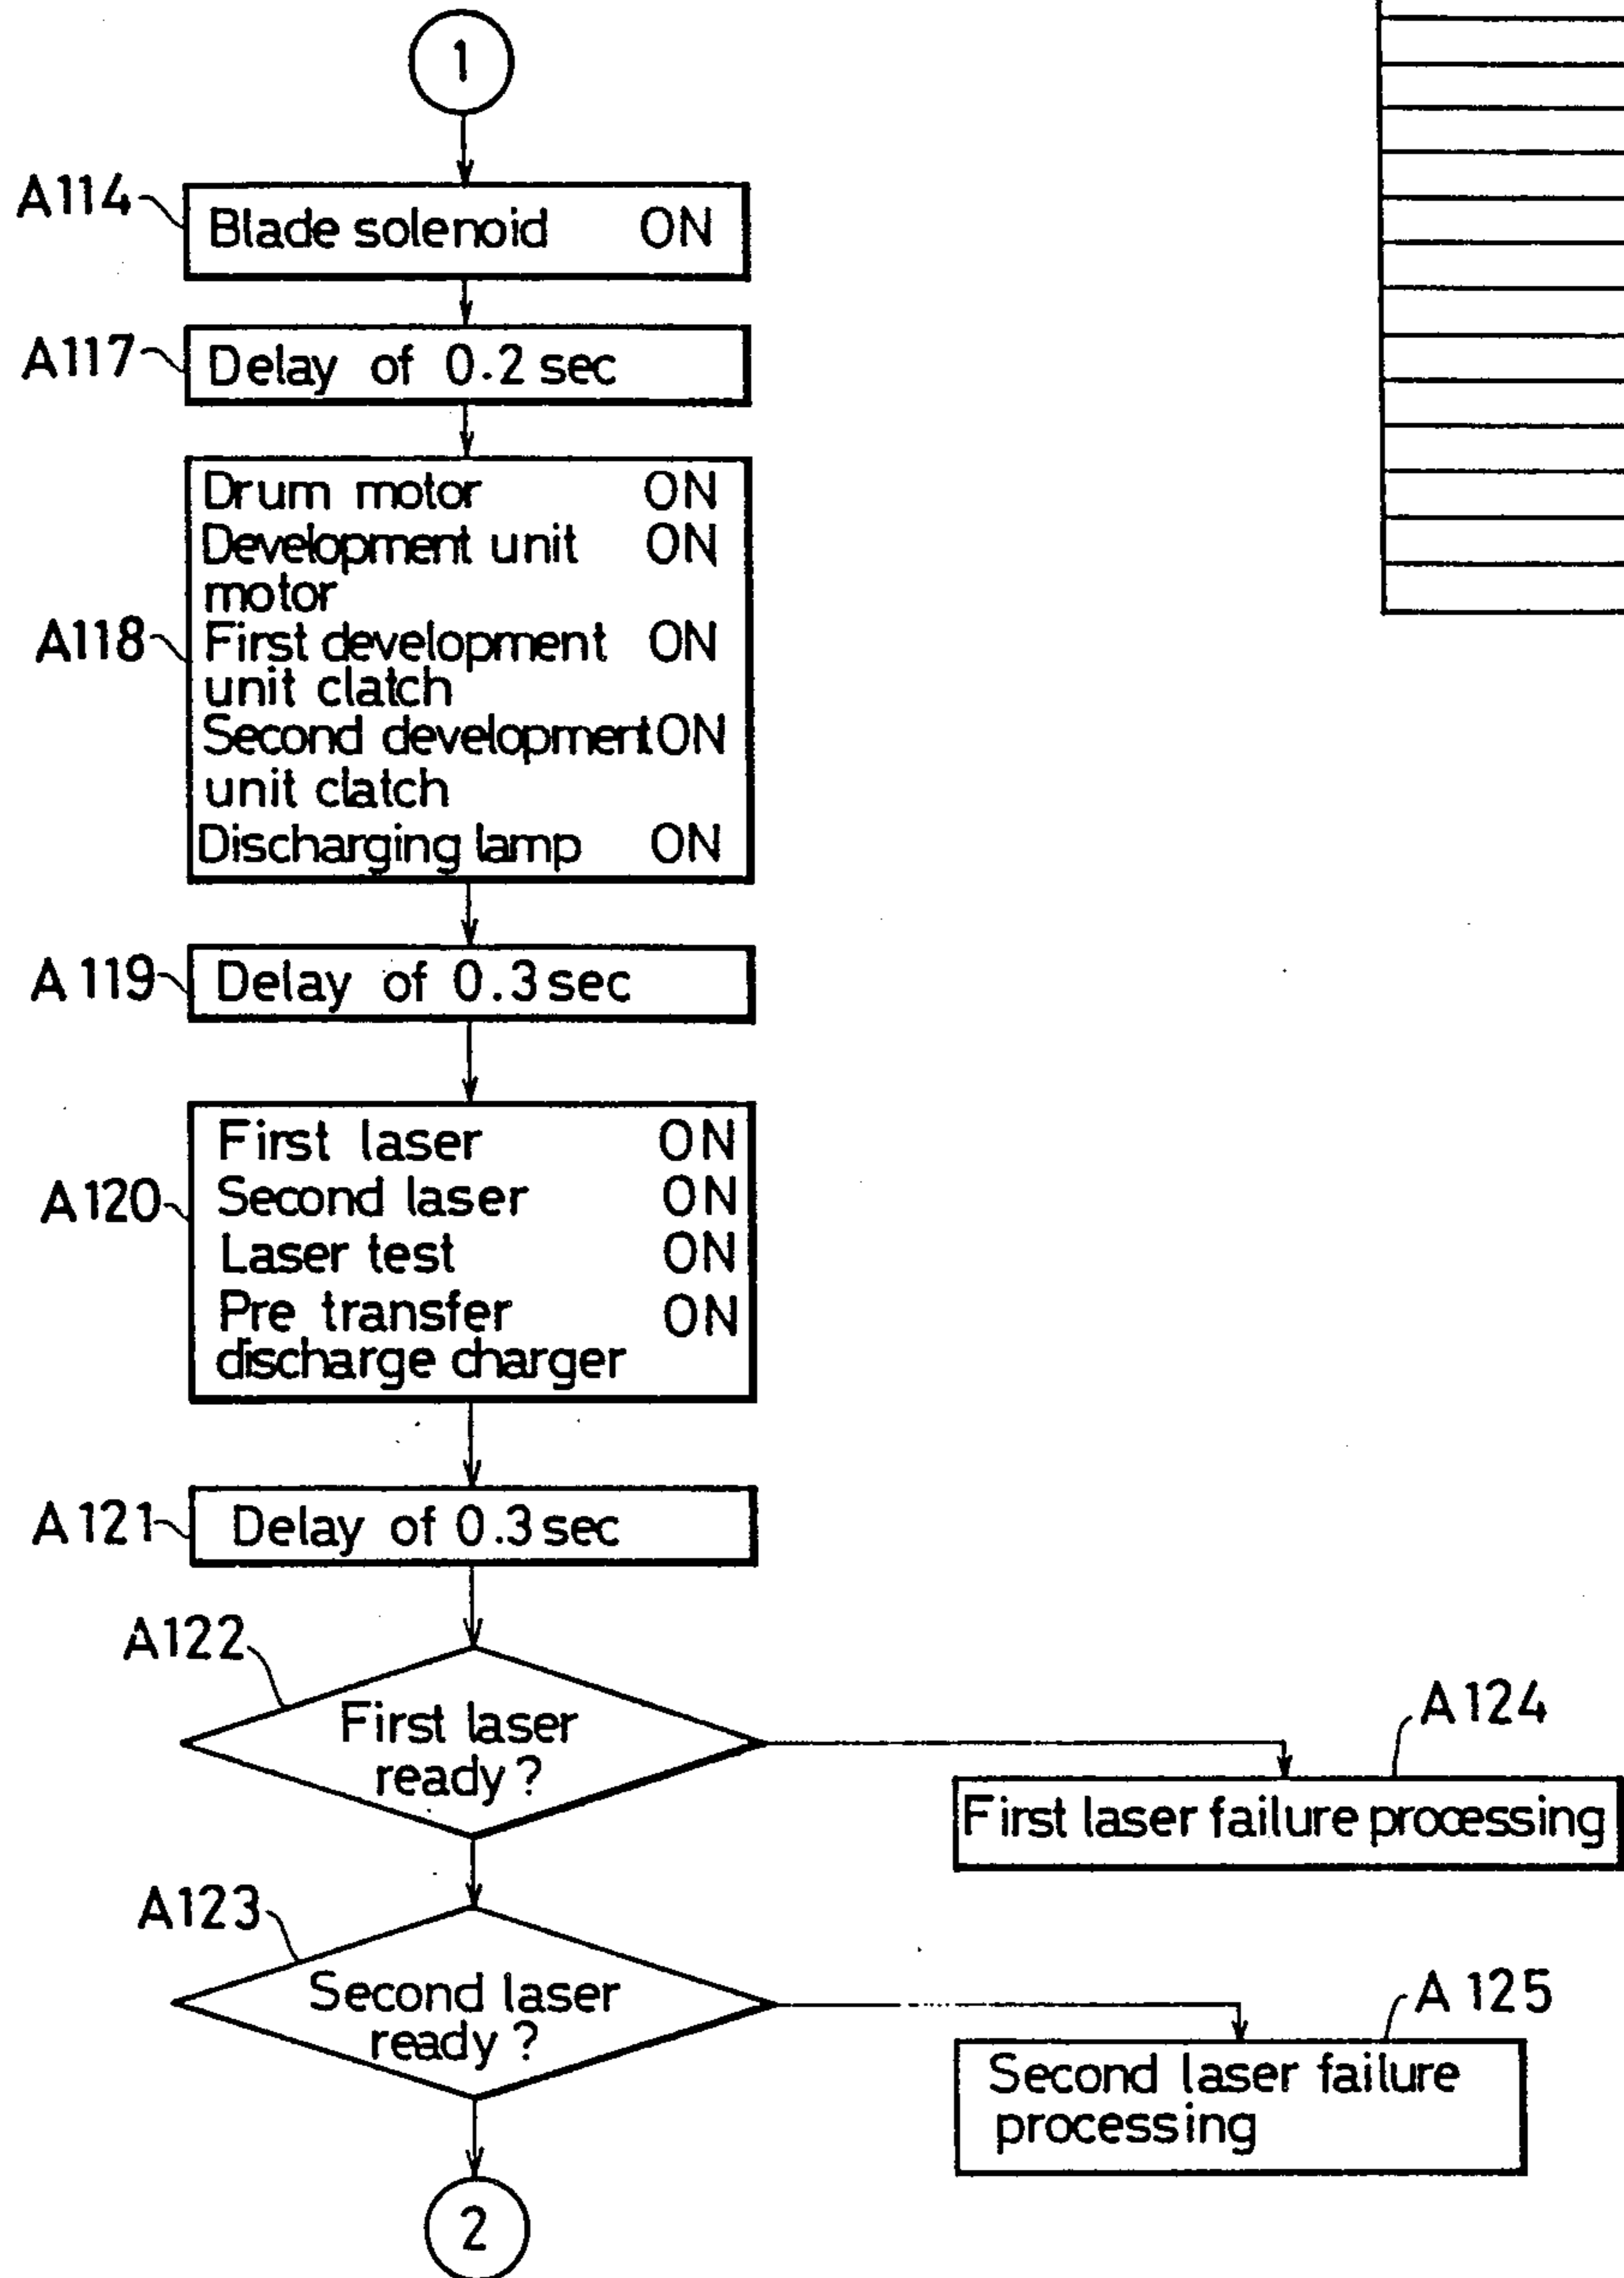 1
A114
Blade solenoid ON
A117
Delay of 0.2 sec
Drum motor ON
Development unit ON
motor
A118
First development ON
unit clatch
Second development ON
unit clatch
Discharging lamp ON
A119
Delay of 0.3 sec
A120
First laser ON
Second laser ON
Laser test ON
Pre transfer ON
discharge charger
A121
Delay of 0.3 sec
A122
First laser
ready ?
A124
First laser failure processing
A123
Second laser
ready ?
A 125
Second laser failure
processing
2